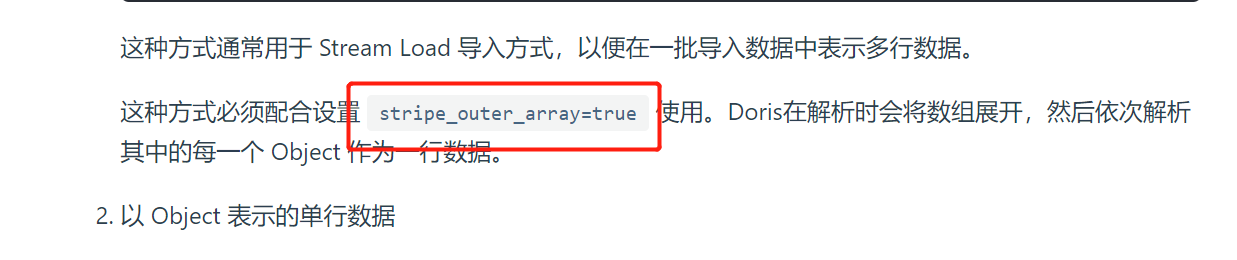 这种方式通常用于 Stream Load 导入方式，以便在一批导入数据中表示多行数据。
这种方式必须配合设置 stripe_outer_array=true 使用。Doris在解析时会将数组展开，然后依次解析
其中的每一个 Object 作为一行数据。
2. 以 Object 表示的单行数据